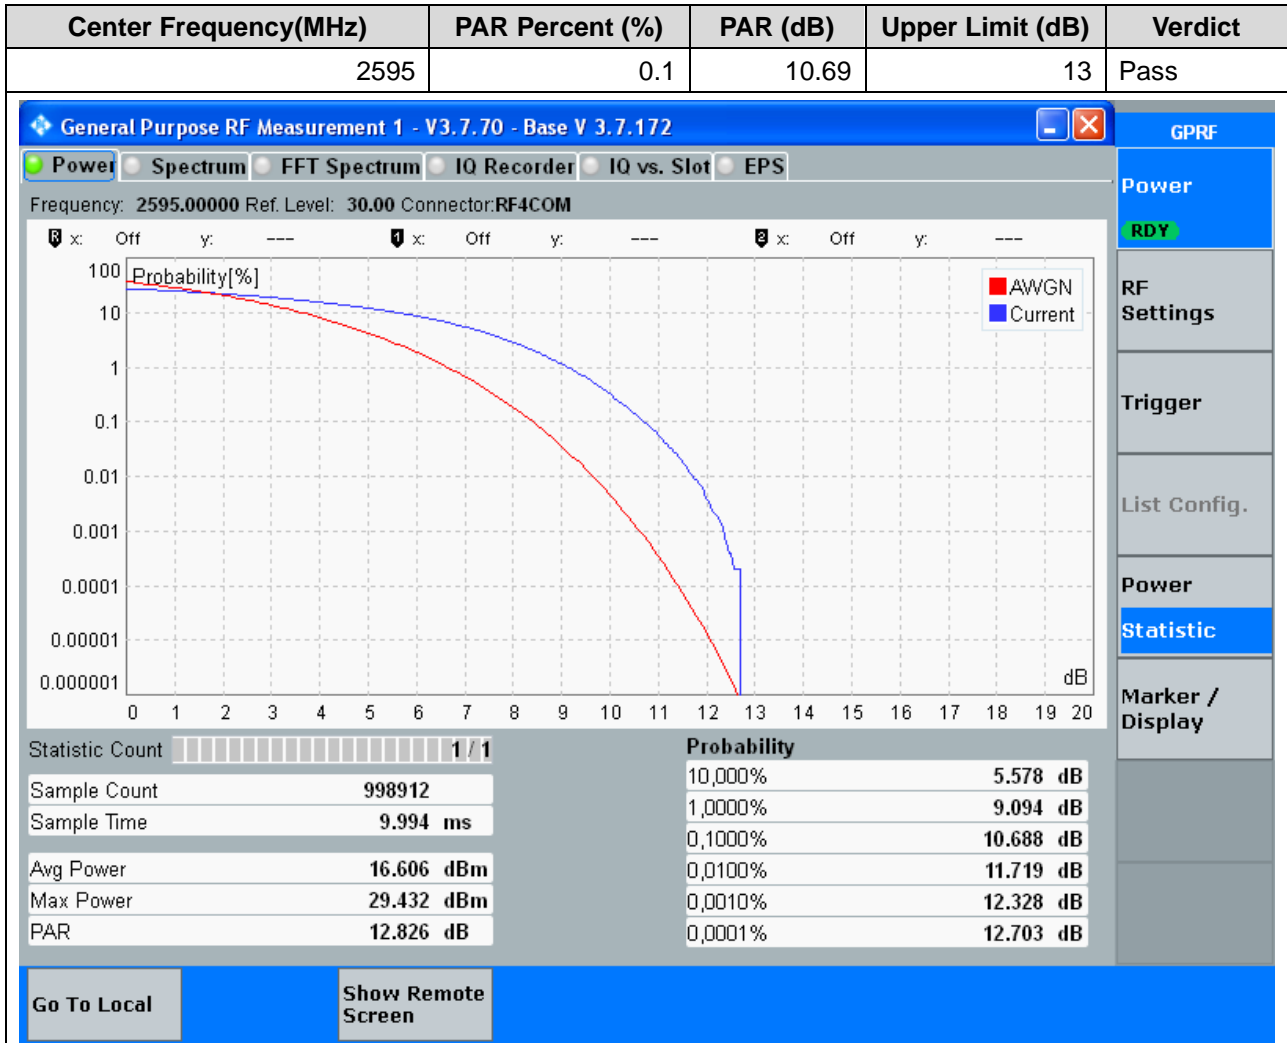 Center Frequency(MHz) PAR Percent (%) PAR (dB) Upper Limit (dB) Verdict
2595 0.1 10.69 13 Pass
General Purpose RF Measurement 1 - V3.7.70 - Base V 3.7.172
GPRF
Power Spectrum FFT Spectrum IQ Recorder IQ vs. Slot EPS
Frequency: 2595.00000 Ref. Level: 30.00 Connector:RF4COM
R x: Off y: --- 1 x: Off y: --- 2 x: Off y: ---
Probability[%]
100
10
1
0.1
0.01
0.001
0.0001
0.00001
0.000001
AWGN
Current
dB
0 1 2 3 4 5 6 7 8 9 10 11 12 13 14 15 16 17 18 19 20
Statistic Count 1 / 1
Sample Count 998912
Sample Time 9.994 ms
Avg Power 16.606 dBm
Max Power 29.432 dBm
PAR 12.826 dB
Probability
10,000% 5.578 dB
1,0000% 9.094 dB
0,1000% 10.688 dB
0,0100% 11.719 dB
0,0010% 12.328 dB
0,0001% 12.703 dB
Power
RDY
RF
Settings
Trigger
List Config.
Power
Statistic
Marker /
Display
Go To Local
Show Remote
Screen